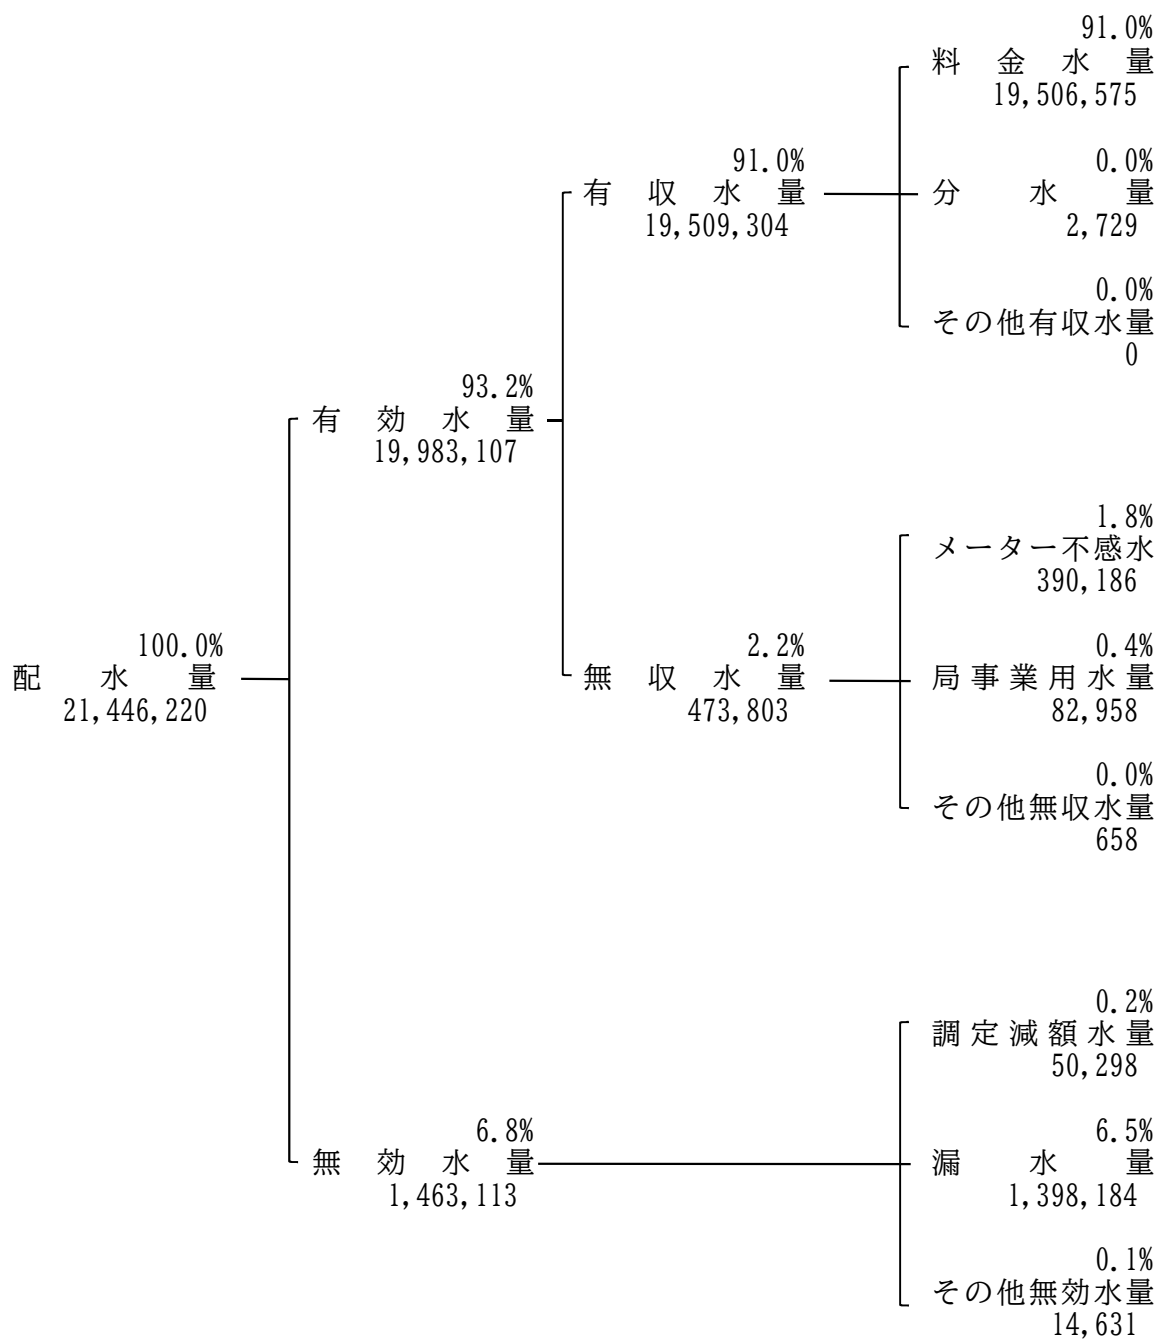 91.0%
料金水量
19,506,575
91.0%
有収水量
19,509,304
0.0%
分水量
2,729
0.0%
その他有収水量
0
93.2%
有効水量
19,983,107
1.8%
メーター不感水
390,186
100.0%
配水量
21,446,220
2.2%
無収水量
473,803
0.4%
局事業用水量
82,958
0.0%
その他無収水量
658
0.2%
調定減額水量
50,298
6.8%
無効水量
1,463,113
6.5%
漏水量
1,398,184
0.1%
その他無効水量
14,631